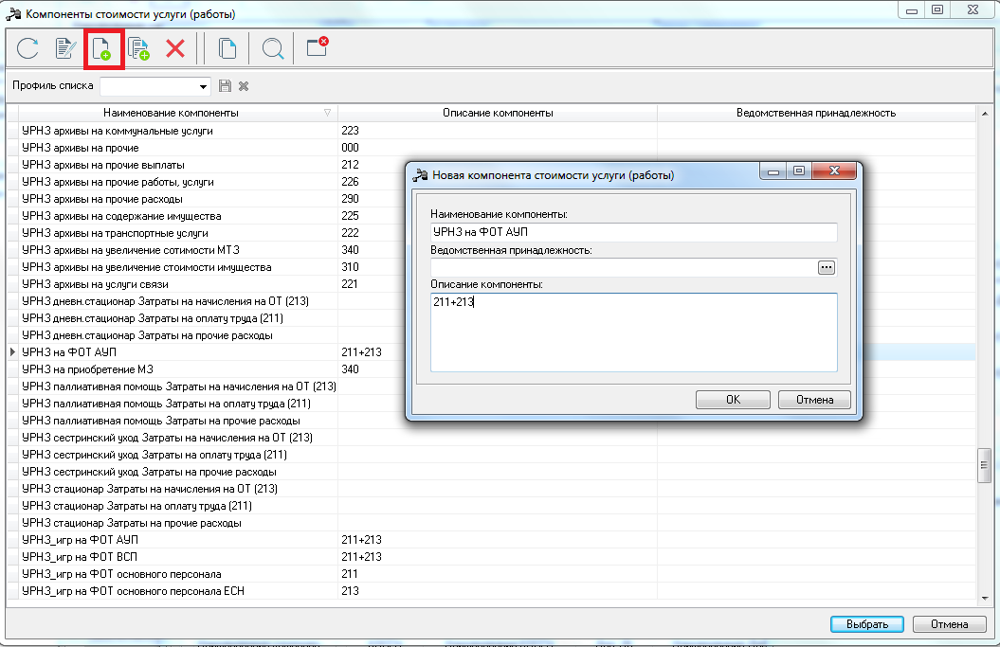 Компоненты стоимости услуги (работы)
Профиль списка
Наименование компоненты Описание компоненты Ведомственная принадлежность
УРНЗ архивы на коммунальные услуги 223
УРНЗ архивы на прочие 000
УРНЗ архивы на прочие выплаты 212
УРНЗ архивы на прочие работы, услуги 226
УРНЗ архивы на прочие расходы 290
УРНЗ архивы на содержание имущества 225
УРНЗ архивы на транспортные услуги 222
УРНЗ архивы на увеличение сотимости МТЗ 340
УРНЗ архивы на увеличение стоимости имущества 310
УРНЗ архивы на услуги связи 221
УРНЗ дневн.стационар Затраты на начисления на ОТ (213)
УРНЗ дневн.стационар Затраты на оплату труда (211)
УРНЗ дневн.стационар Затраты на прочие расходы
УРНЗ на ФОТ АУП 211+213
УРНЗ на приобретение МЗ 340
УРНЗ паллиативная помощь Затраты на начисления на ОТ (213)
УРНЗ паллиативная помощь Затраты на оплату труда (211)
УРНЗ паллиативная помощь Затраты на прочие расходы
УРНЗ сестринский уход Затраты на начисления на ОТ (213)
УРНЗ сестринский уход Затраты на оплату труда (211)
УРНЗ сестринский уход Затраты на прочие расходы
УРНЗ стационар Затраты на начисления на ОТ (213)
УРНЗ стационар Затраты на оплату труда (211)
УРНЗ стационар Затраты на прочие расходы
УРНЗ_игр на ФОТ АУП 211+213
УРНЗ_игр на ФОТ ВСП 211+213
УРНЗ_игр на ФОТ основного персонала 211
УРНЗ_игр на ФОТ основного персонала ЕСН 213
Новая компонента стоимости услуги (работы)
Наименование компоненты:
УРНЗ на ФОТ АУП
Ведомственная принадлежность:
Описание компоненты:
211+213
ОК Отмена
Выбрать Отмена